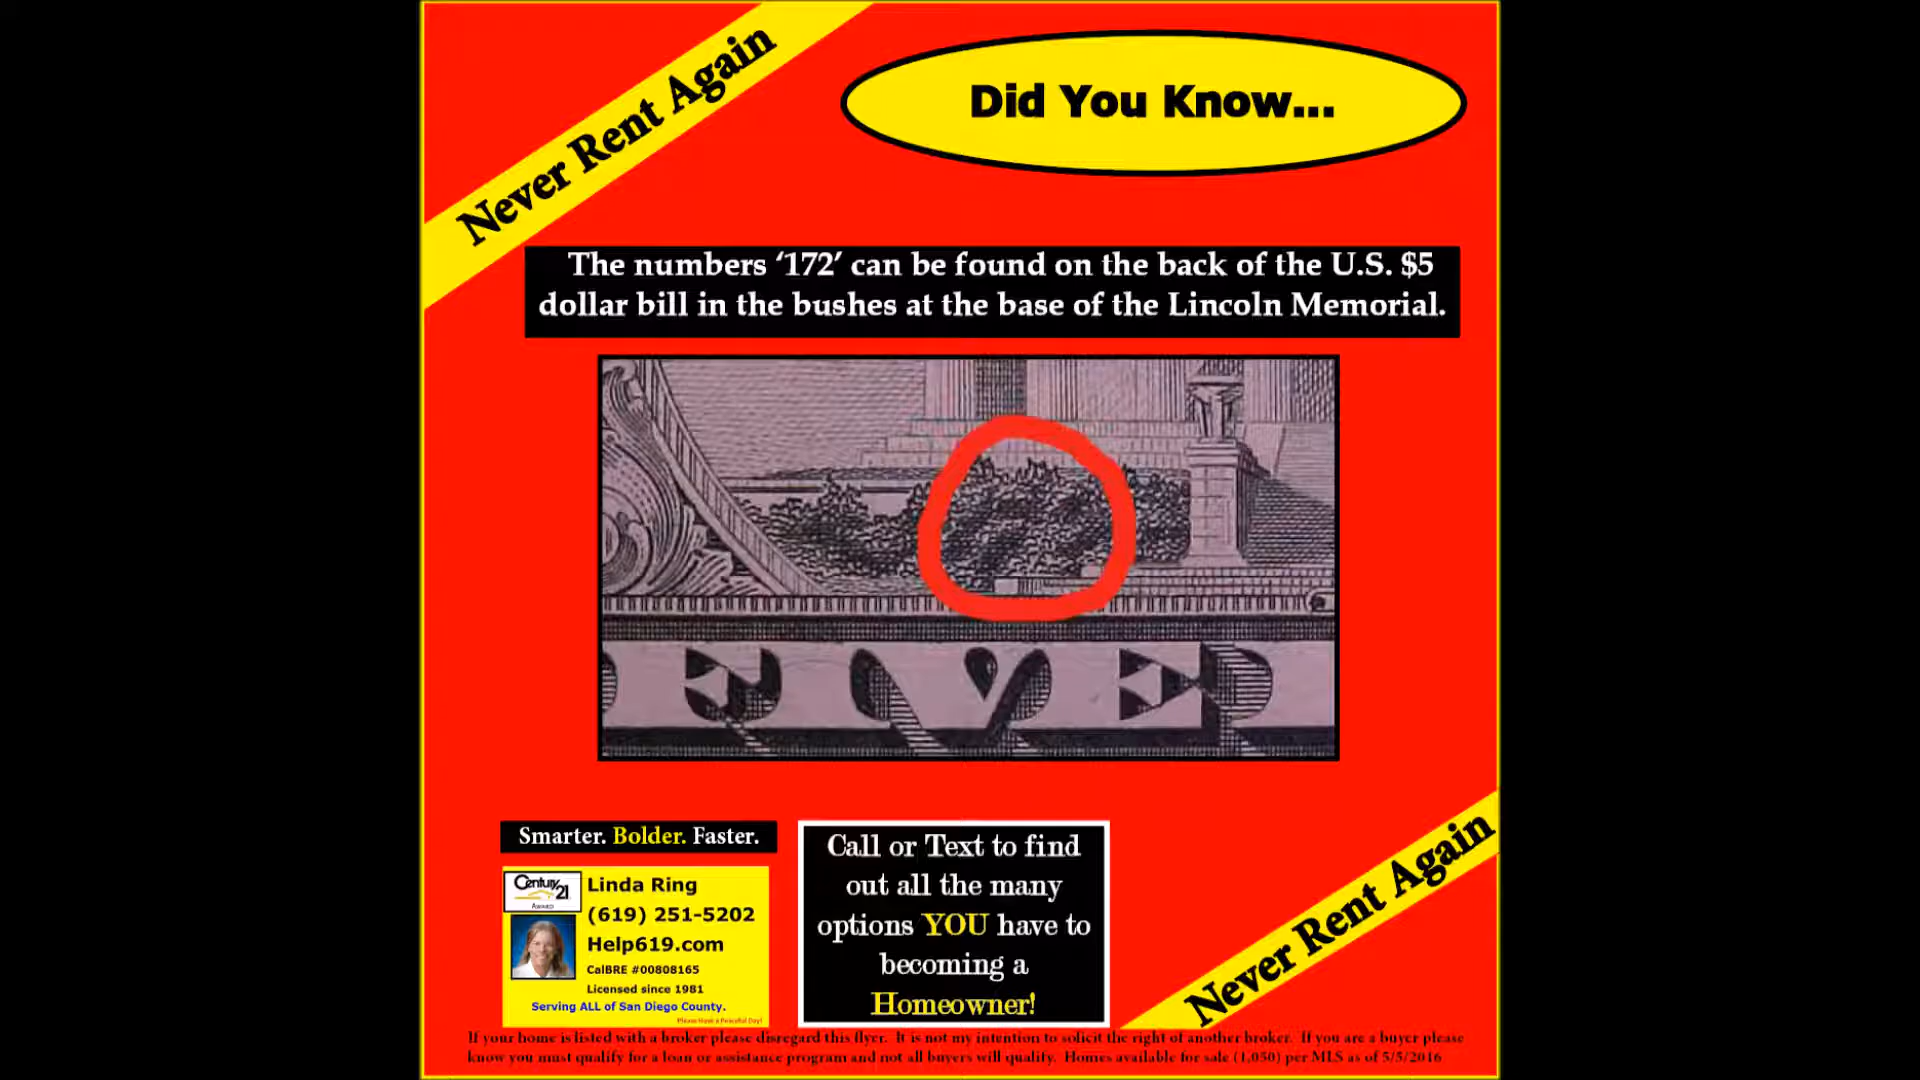 Never Rent Again
Did You Know...
The numbers ‘172’ can be found on the back of the U.S. $5
dollar bill in the bushes at the base of the Lincoln Memorial.
FIVE
Smarter. Bolder. Faster.
Century 21
AWARD
Linda Ring
(619) 251-5202
Help619.com
CalBRE #00808165
Licensed since 1981
Serving ALL of San Diego County.
Please Have a Peaceful Day!
Call or Text to find
out all the many
options YOU have to
becoming a
Homeowner!
Never Rent Again
If your home is listed with a broker please disregard this flyer. It is not my intention to solicit the right of another broker. If you are a buyer please
know you must qualify for a loan or assistance program and not all buyers will qualify. Homes available for sale (1,050) per MLS as of 5/5/2016